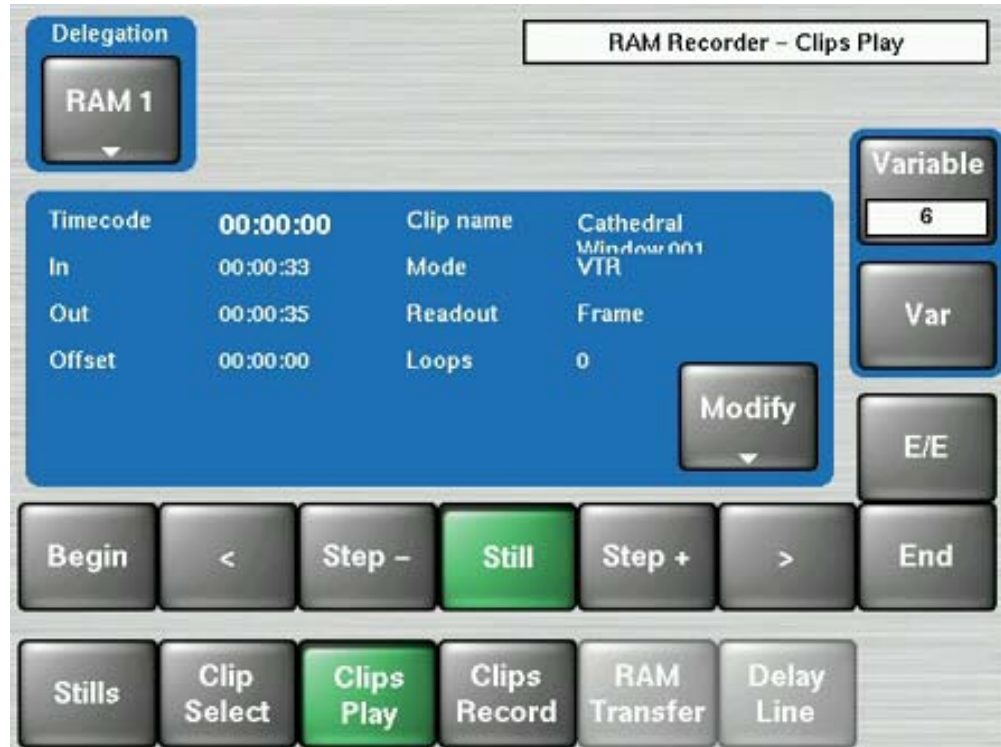 Delegation
RAM 1
RAM Recorder – Clips Play
Variable
6
Var
Timecode 00:00:00 Clip name Cathedral
Window.001
In 00:00:33 Mode VTR
Out 00:00:35 Readout Frame
Offset 00:00:00 Loops 0
Modify
E/E
Begin < Step – Still Step + > End
Stills Clip Select Clips Play Clips Record RAM Transfer Delay Line